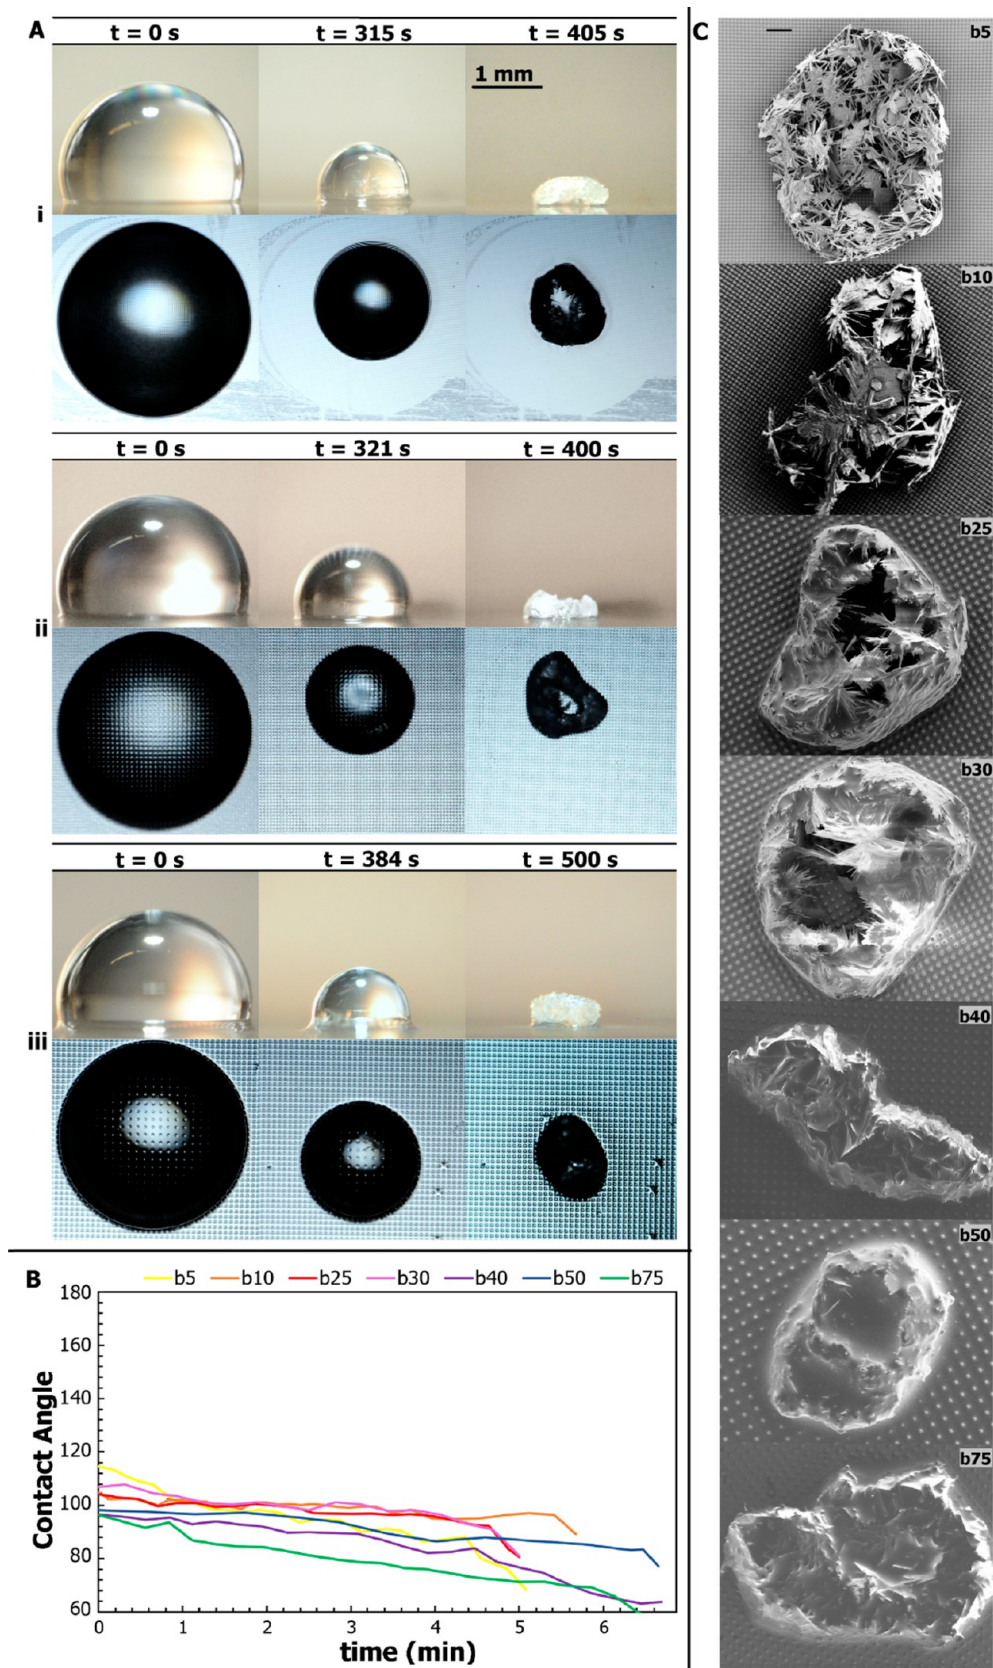 A
t = 0 s t = 315 s t = 405 s
1 mm
i
t = 0 s t = 321 s t = 400 s
ii
t = 0 s t = 384 s t = 500 s
iii
B
b5 b10 b25 b30 b40 b50 b75
180
160
140
120
100
80
60
Contact Angle
0 1 2 3 4 5 6
time (min)
C
b5
b10
b25
b30
b40
b50
b75